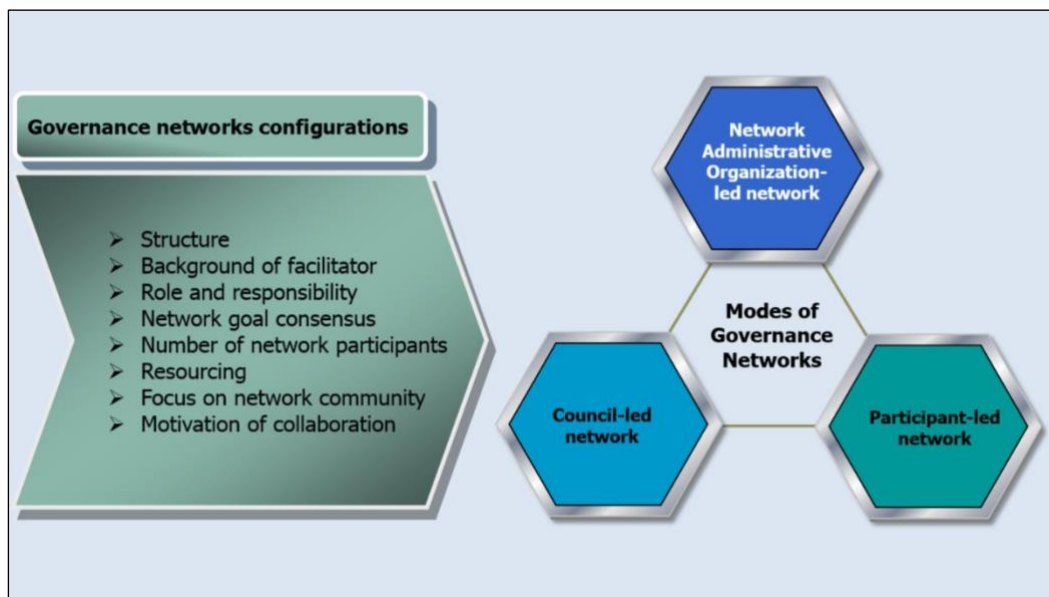 Governance networks configurations
➢ Structure
➢ Background of facilitator
➢ Role and responsibility
➢ Network goal consensus
➢ Number of network participants
➢ Resourcing
➢ Focus on network community
➢ Motivation of collaboration
Network
Administrative
Organization-
led network
Modes of
Governance
Networks
Council-led
network
Participant-led
network